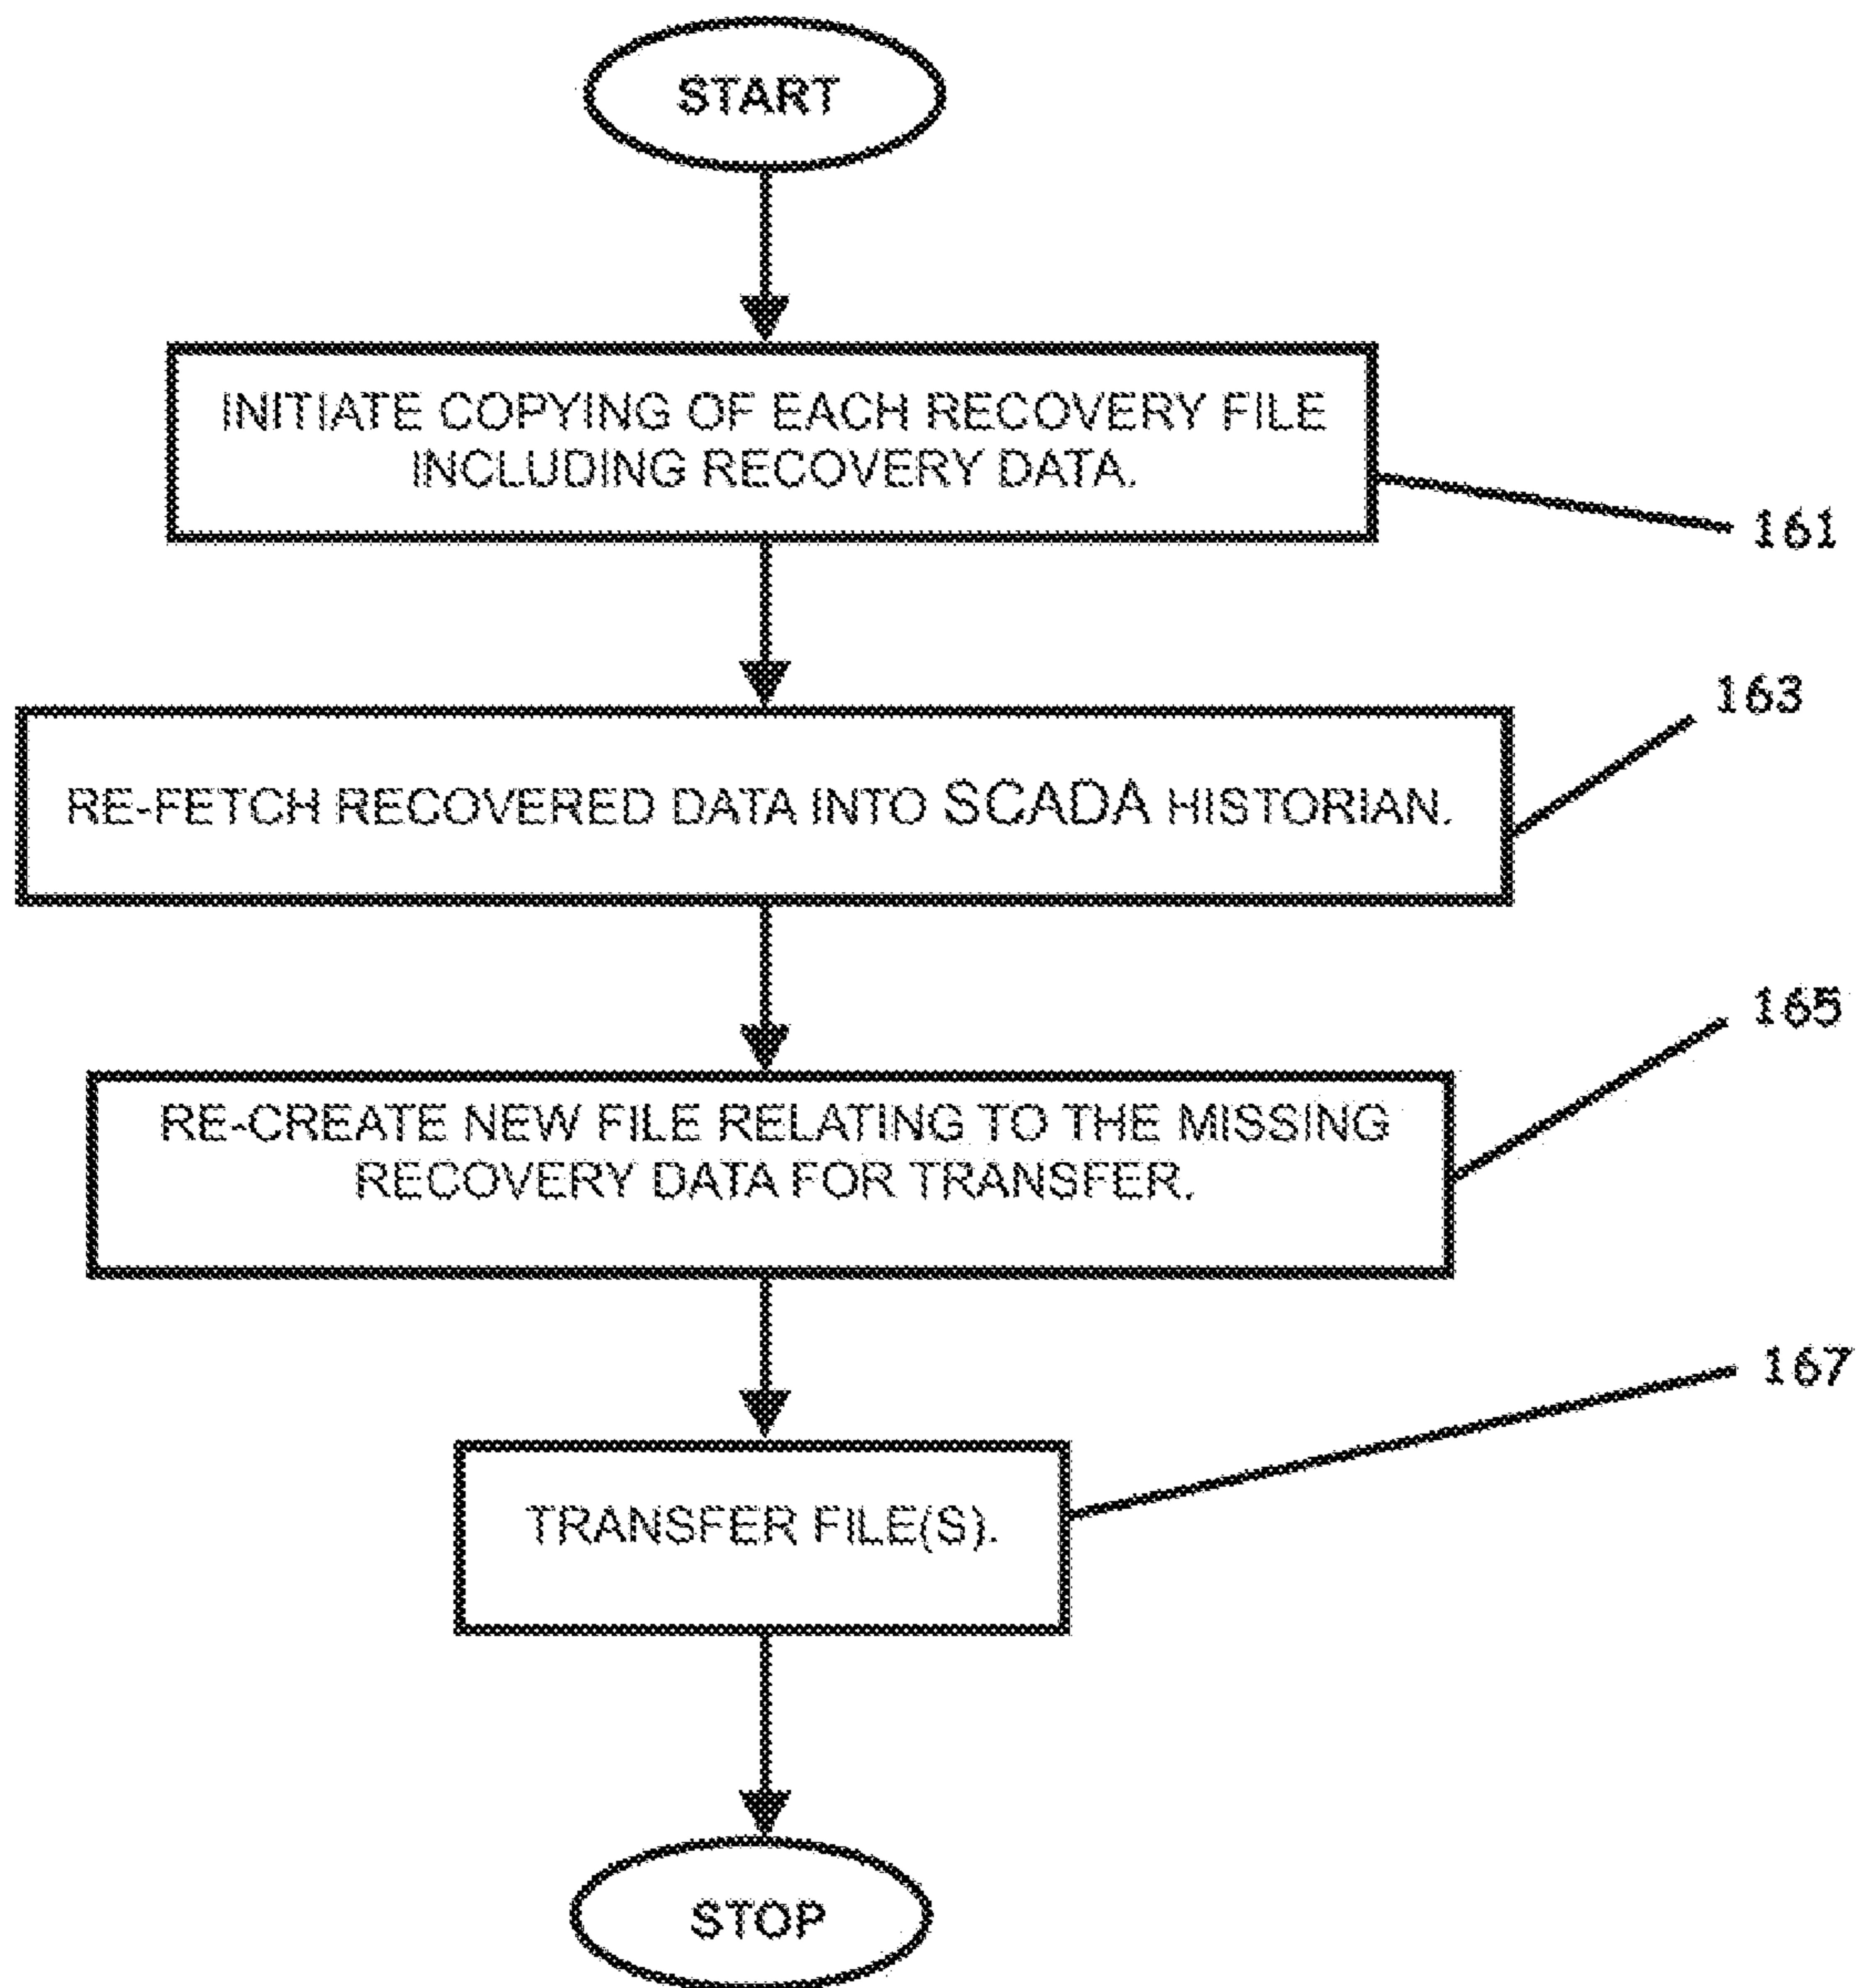 START
INITIATE COPYING OF EACH RECOVERY FILE
INCLUDING RECOVERY DATA.
161
163
RE-FETCH RECOVERED DATA INTO SCADA HISTORIAN.
165
RE-CREATE NEW FILE RELATING TO THE MISSING
RECOVERY DATA FOR TRANSFER.
167
TRANSFER FILE(S).
STOP